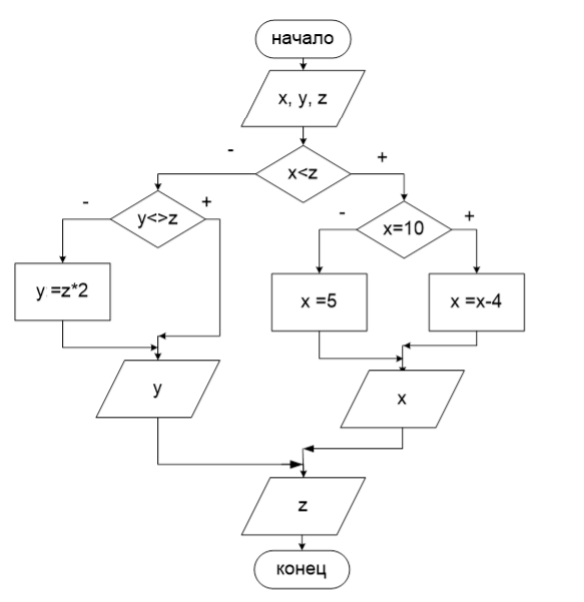 начало
x, y, z
x<z
-
+
y<>z
-
+
x=10
-
+
y =z*2
x =5
x =x-4
y
x
z
конец